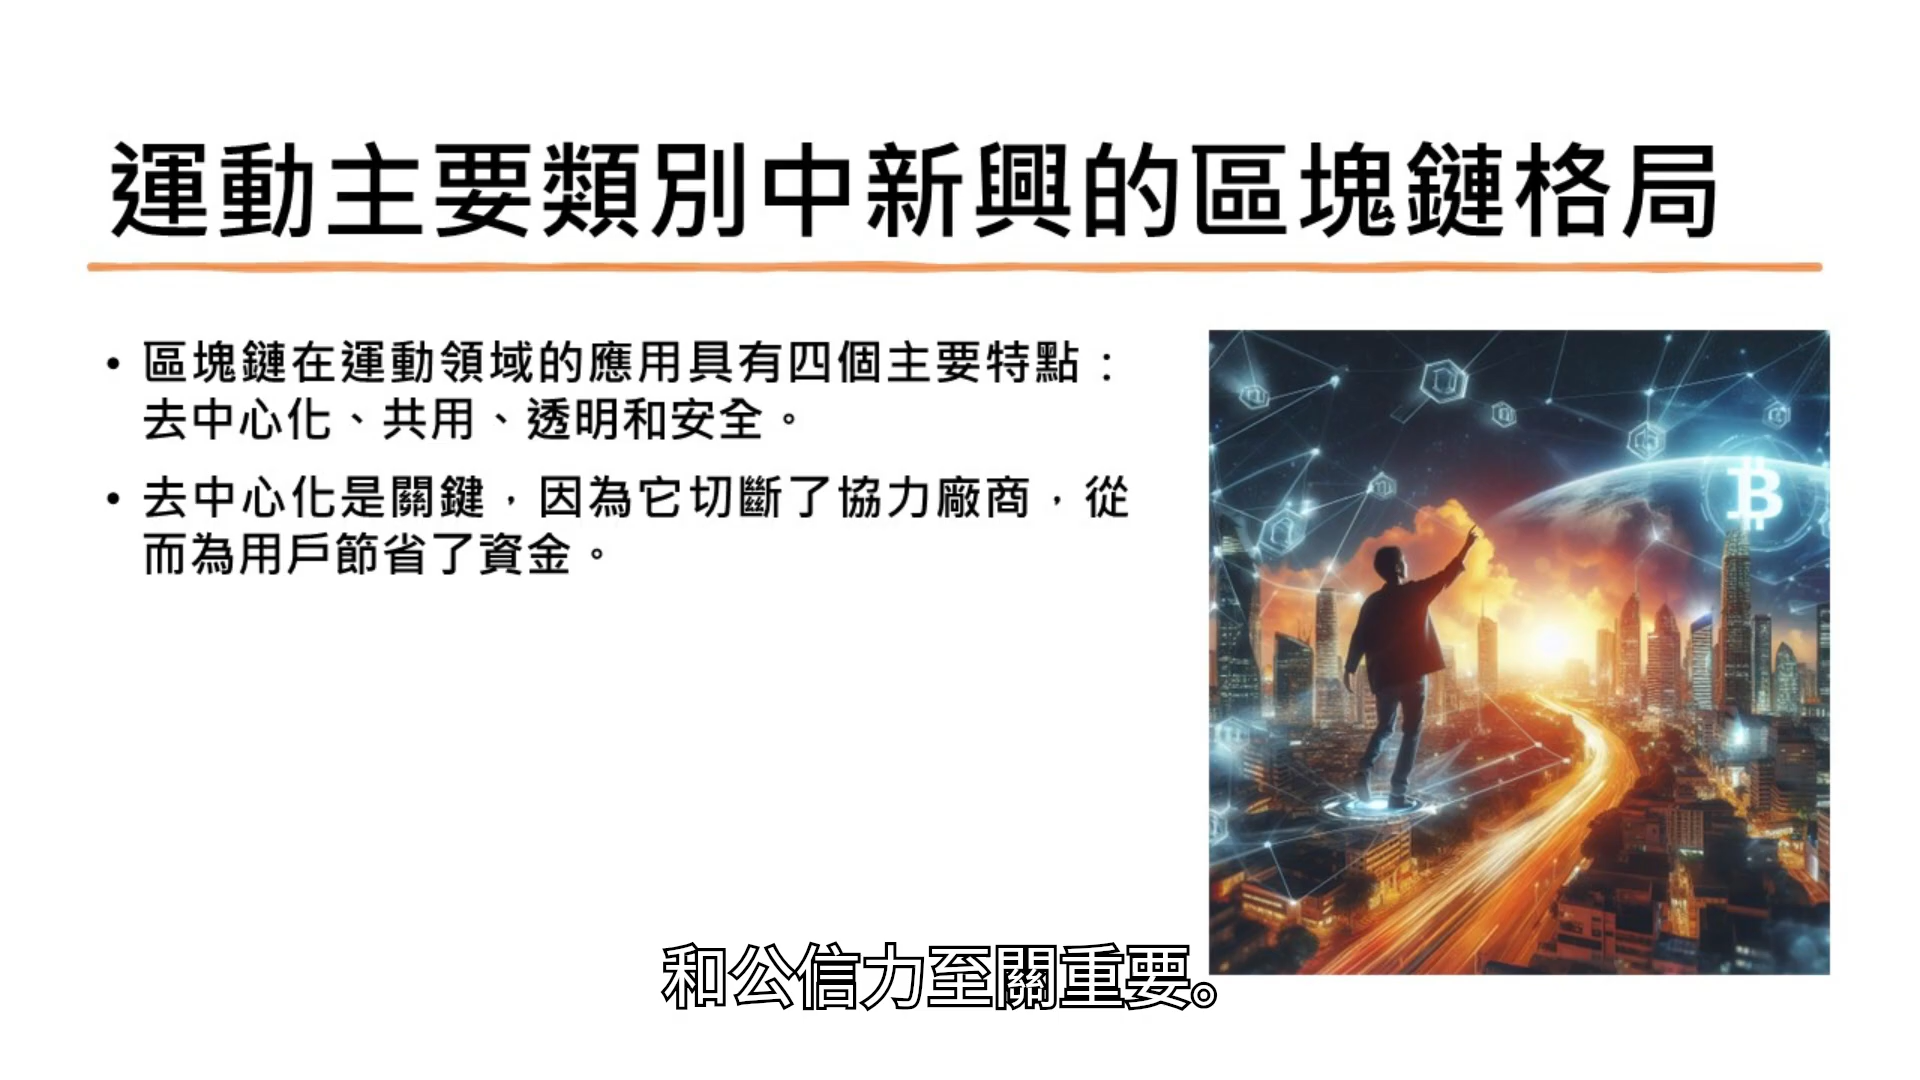 運動主要類別中新興的區塊鏈格局
• 區塊鏈在運動領域的應用具有四個主要特點：
去中心化、共用、透明和安全。
• 去中心化是關鍵，因為它切斷了協力廠商，從
而為用戶節省了資金。
和公信力至關重要。